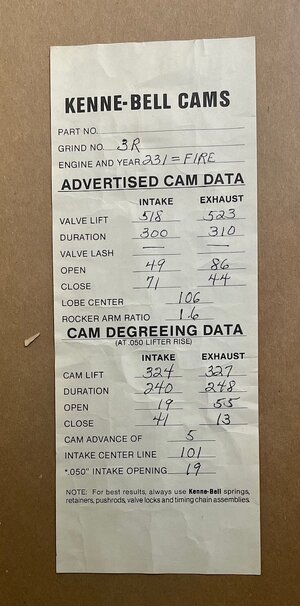 KENNE-BELL CAMS
PART NO.
GRIND NO. 3R
ENGINE AND YEAR 231 = FIRE
ADVERTISED CAM DATA
INTAKE EXHAUST
VALVE LIFT 518 523
DURATION 300 310
VALVE LASH — —
OPEN 49 86
CLOSE 71 44
LOBE CENTER 106
ROCKER ARM RATIO 1.6
CAM DEGREEING DATA
(AT .050 LIFTER RISE)
INTAKE EXHAUST
CAM LIFT 324 327
DURATION 240 248
OPEN 19 55
CLOSE 41 13
CAM ADVANCE OF 5
INTAKE CENTER LINE 101
".050" INTAKE OPENING 19
NOTE: For best results, always use Kenne-Bell springs,
retainers, pushrods, valve locks and timing chain assemblies.